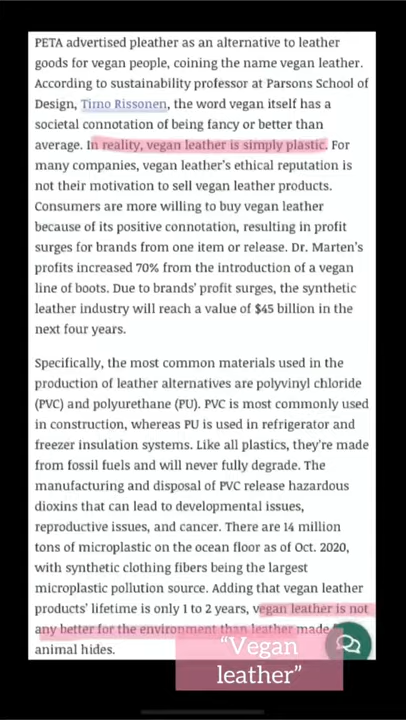 PETA advertised pleather as an alternative to leather
goods for vegan people, coining the name vegan leather.
According to sustainability professor at Parsons School of
Design, Timo Rissonen, the word vegan itself has a
societal connotation of being fancy or better than
average. In reality, vegan leather is simply plastic. For
many companies, vegan leather's ethical reputation is
not their motivation to sell vegan leather products.
Consumers are more willing to buy vegan leather
because of its positive connotation, resulting in profit
surges for brands from one item or release. Dr. Marten's
profits increased 70% from the introduction of a vegan
line of boots. Due to brands' profit surges, the synthetic
leather industry will reach a value of $45 billion in the
next four years.
Specifically, the most common materials used in the
production of leather alternatives are polyvinyl chloride
(PVC) and polyurethane (PU). PVC is most commonly used
in construction, whereas PU is used in refrigerator and
freezer insulation systems. Like all plastics, they're made
from fossil fuels and will never fully degrade. The
manufacturing and disposal of PVC release hazardous
dioxins that can lead to developmental issues,
reproductive issues, and cancer. There are 14 million
tons of microplastic on the ocean floor as of Oct. 2020,
with synthetic clothing fibers being the largest
microplastic pollution source. Adding that vegan leather
products' lifetime is only 1 to 2 years, vegan leather is not
any better for the environment than leather made
animal hides.
"Vegan
leather"